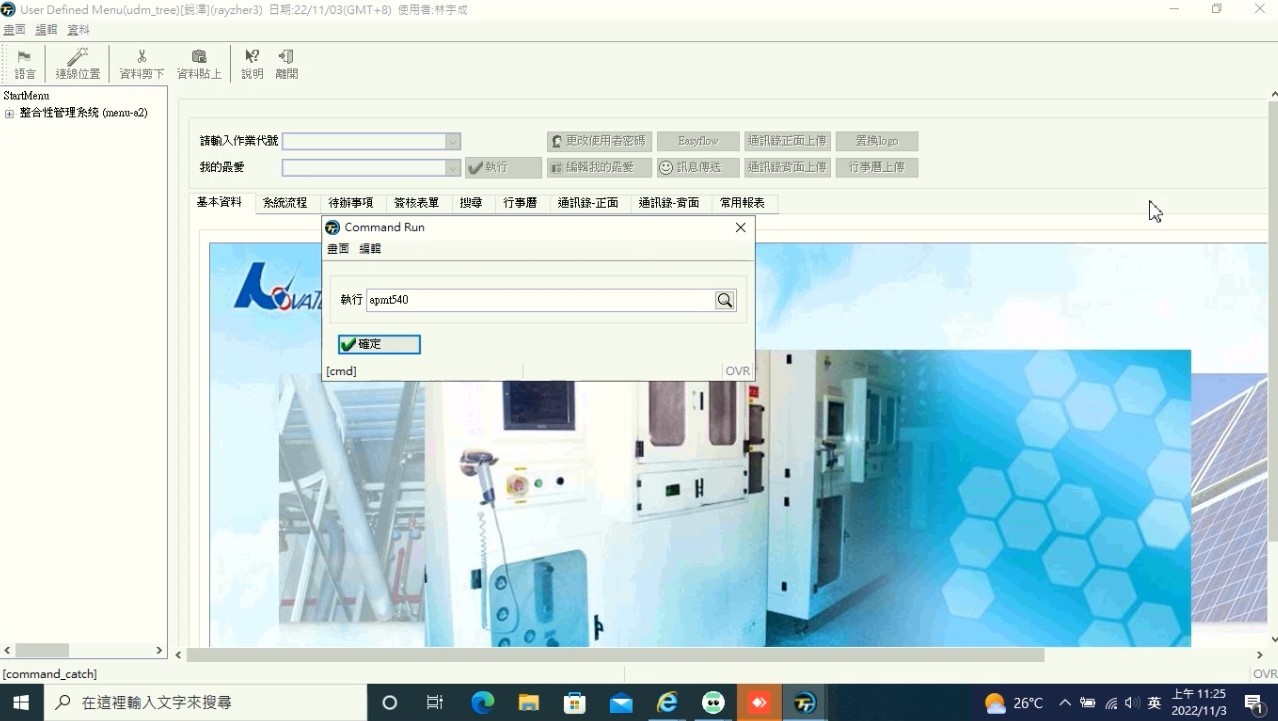 User Defined Menu(udm_tree)[銳澤](rayzher3) 日期:22/11/03(GMT+8) 使用者:林宇成
畫面 編輯 資料
語言 連線位置 資料剪下 資料貼上 說明 離開
StartMenu
整合性管理系統 (menu-a2)
請輸入作業代號 更改使用者密碼 Easyflow 通訊錄正面上傳 置換logo
我的最愛 執行 編輯我的最愛 訊息傳送 通訊錄背面上傳 行事曆上傳
基本資料 系統流程 待辦事項 簽核表單 搜尋 行事曆 通訊錄-正面 通訊錄-背面 常用報表
Command Run
畫面 編輯
執行 apmt540
確定
[cmd] OVR
[command_catch] OVR
在這裡輸入文字來搜尋
26°C 英 上午 11:25
2022/11/3
1